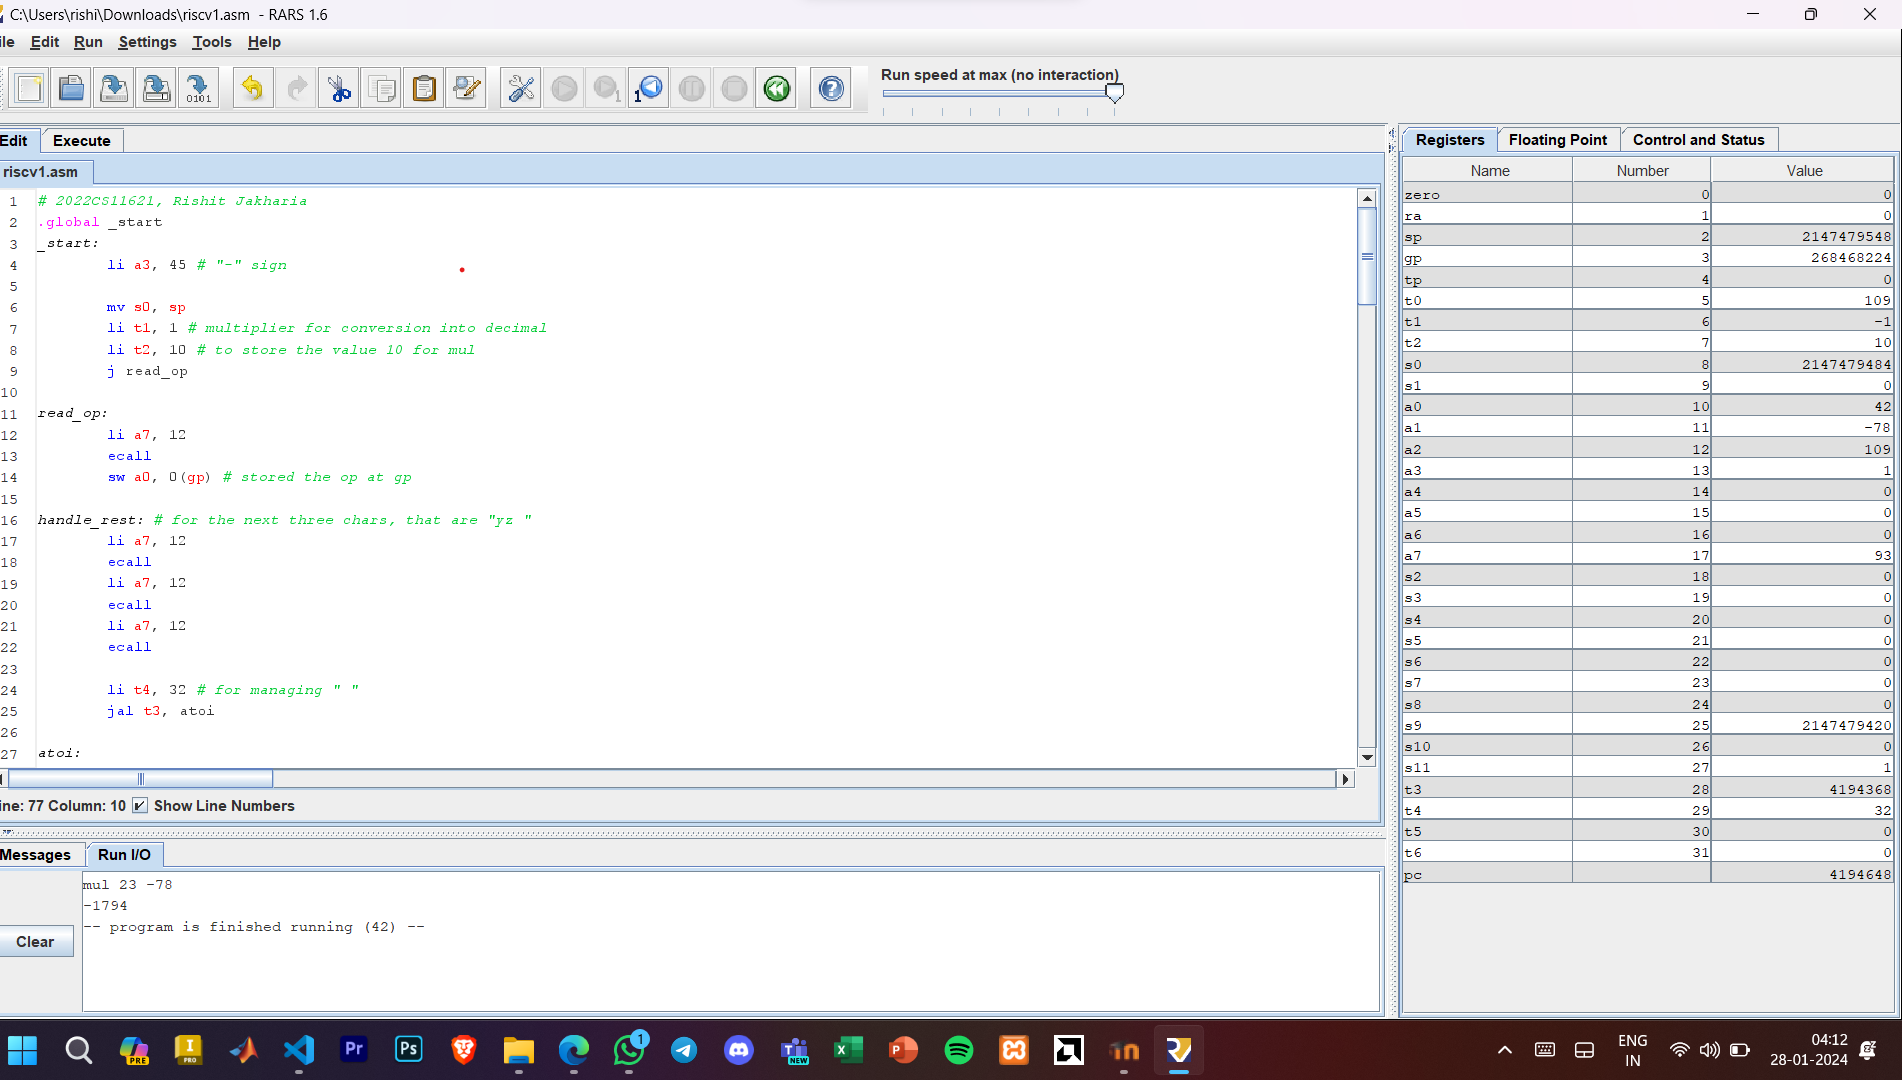 C:\Users\rishi\Downloads\riscv1.asm - RARS 1.6
ile Edit Run Settings Tools Help
Run speed at max (no interaction)
Edit Execute
riscv1.asm
1 # 2022CS11621, Rishit Jakharia
2 .global _start
3 _start:
4 li a3, 45 # "-" sign
5
6 mv s0, sp
7 li t1, 1 # multiplier for conversion into decimal
8 li t2, 10 # to store the value 10 for mul
9 j read_op
10
11 read_op:
12 li a7, 12
13 ecall
14 sw a0, 0(gp) # stored the op at gp
15
16 handle_rest: # for the next three chars, that are "yz "
17 li a7, 12
18 ecall
19 li a7, 12
20 ecall
21 li a7, 12
22 ecall
23
24 li t4, 32 # for managing " "
25 jal t3, atoi
26
27 atoi:
ine: 77 Column: 10 Show Line Numbers
Messages Run I/O
mul 23 -78
-1794
-- program is finished running (42) --
Clear
Registers Floating Point Control and Status
Name Number Value
zero 0 0
ra 1 0
sp 2 2147479548
gp 3 268468224
tp 4 0
t0 5 109
t1 6 -1
t2 7 10
s0 8 2147479484
s1 9 0
a0 10 42
a1 11 -78
a2 12 109
a3 13 1
a4 14 0
a5 15 0
a6 16 0
a7 17 93
s2 18 0
s3 19 0
s4 20 0
s5 21 0
s6 22 0
s7 23 0
s8 24 0
s9 25 2147479420
s10 26 0
s11 27 1
t3 28 4194368
t4 29 32
t5 30 0
t6 31 0
pc 4194648
0101
1
1
PRE
I
PRO
Pr
Ps
1
NEW
ENG
IN
04:12
28-01-2024